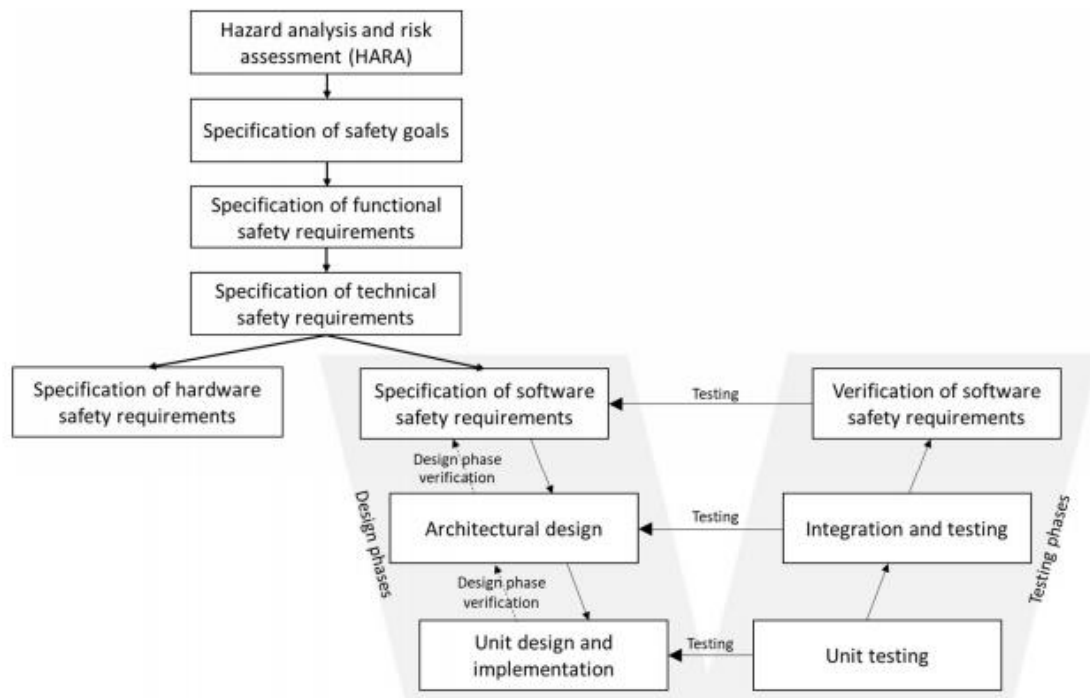 Hazard analysis and risk
assessment (HARA)
Specification of safety goals
Specification of functional
safety requirements
Specification of technical
safety requirements
Specification of hardware
safety requirements
Specification of software
safety requirements
Testing
Verification of software
safety requirements
Design phase
verification
Design phases
Architectural design
Testing
Integration and testing
Testing phases
Design phase
verification
Unit design and
implementation
Testing
Unit testing